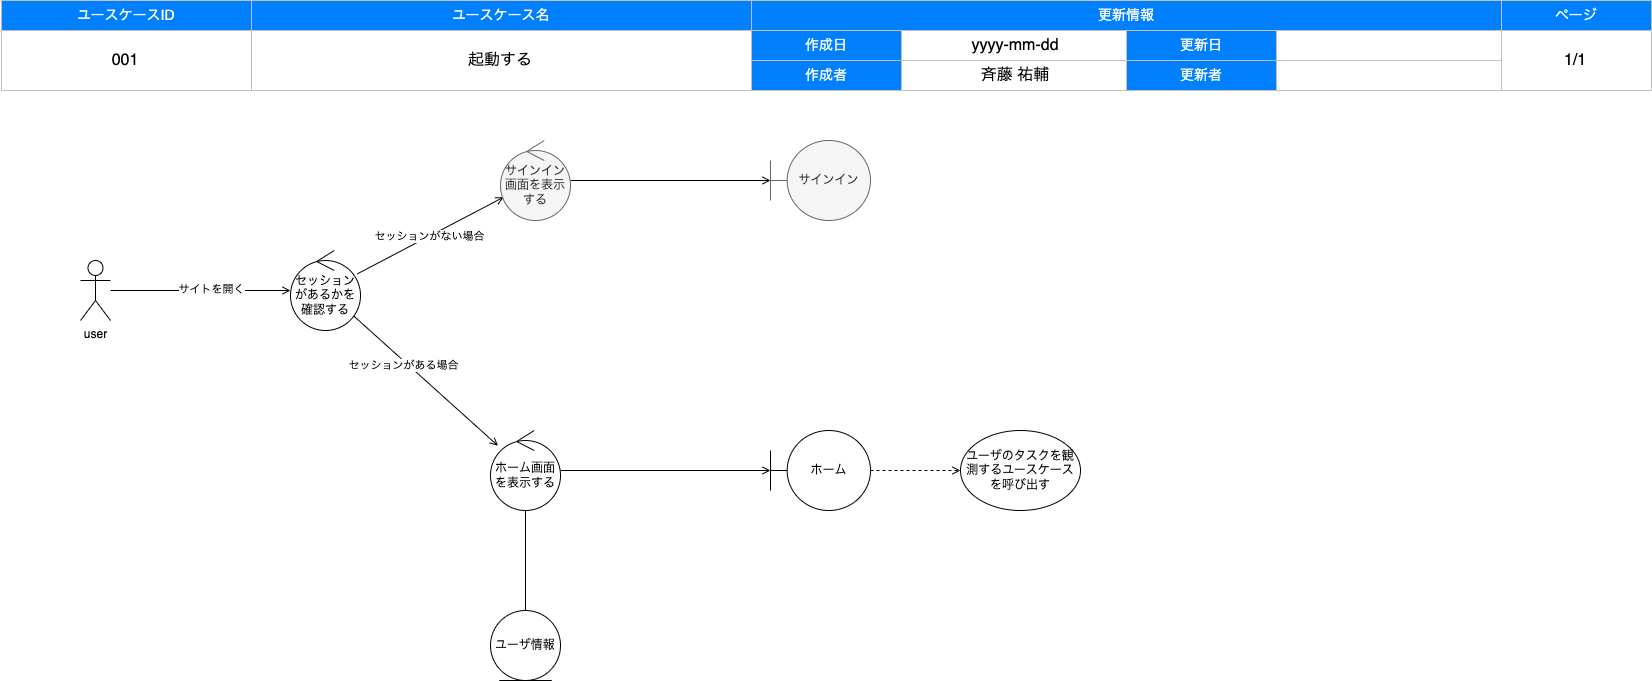 ユースケースID
ユースケース名
更新情報
ページ
001
起動する
作成日
yyyy-mm-dd
更新日
1/1
作成者
斉藤 祐輔
更新者
サインイン
画面を表示
する
サインイン
セッションがない場合
セッション
があるかを
確認する
サイトを開く
user
セッションがある場合
ホーム画面
を表示する
ホーム
ユーザのタスクを観
測するユースケース
を呼び出す
ユーザ情報